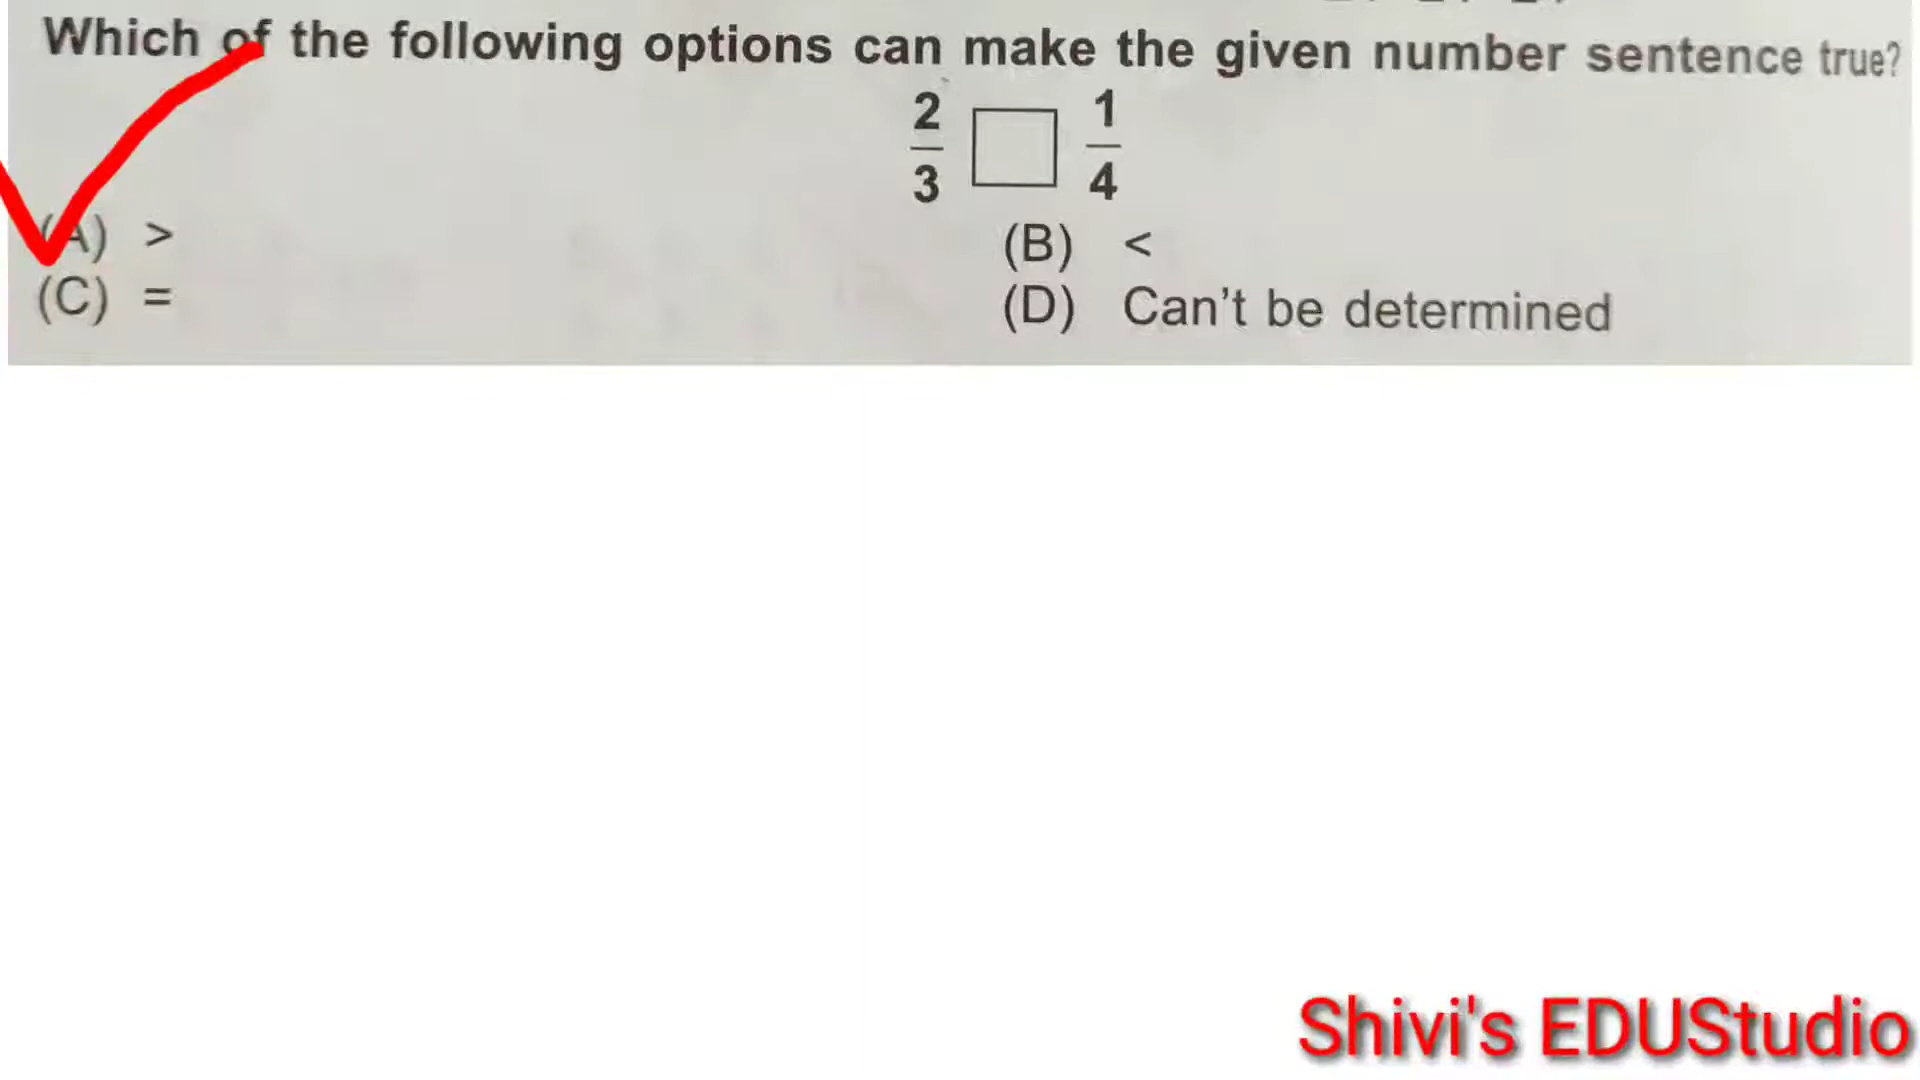 Which of the following options can make the given number sentence true?
2/3 □ 1/4
(A) > (B) <
(C) = (D) Can't be determined
Shivi's EDUStudio